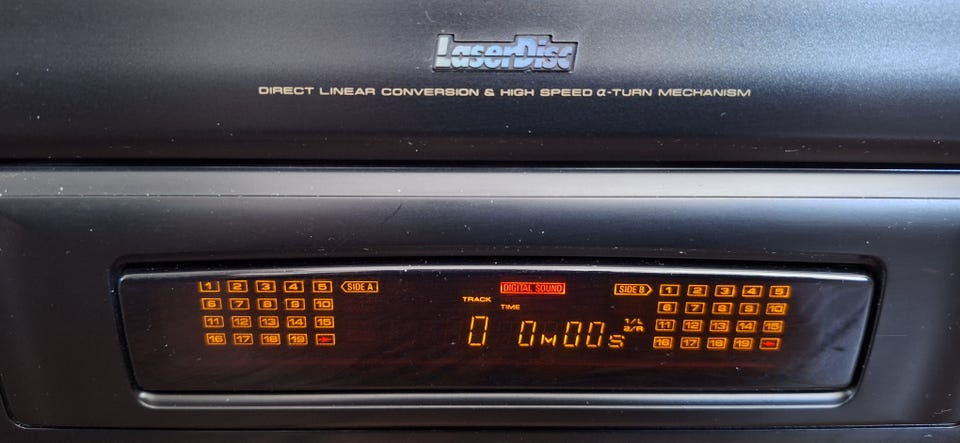 LaserDisc
DIRECT LINEAR CONVERSION & HIGH SPEED α-TURN MECHANISM
1 2 3 4 5 SIDE A DIGITAL SOUND SIDE B 1 2 3 4 5
6 7 8 9 10 TRACK TIME 6 7 8 9 10
11 12 13 14 15 0 0M00S 1/L 2/R 11 12 13 14 15
16 17 18 19 16 17 18 19